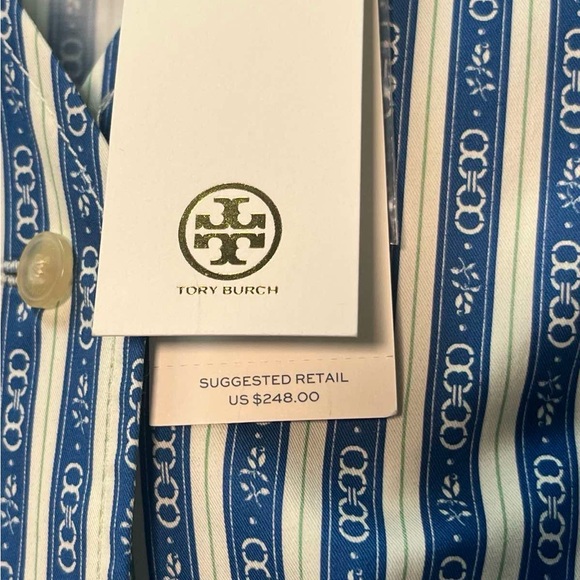 TORY BURCH
SUGGESTED RETAIL
US $248.00